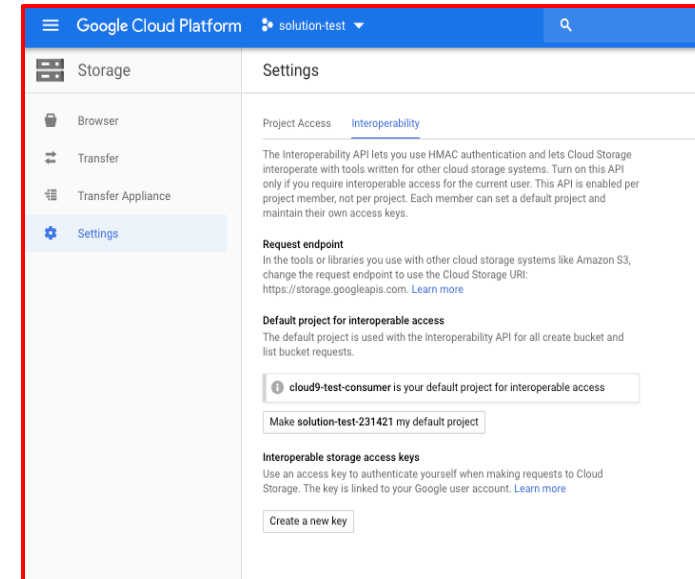 Google Cloud Platform
solution-test
Storage
Settings
Browser
Transfer
Transfer Appliance
Settings
Project Access
Interoperability
The Interoperability API lets you use HMAC authentication and lets Cloud Storage
interoperate with tools written for other cloud storage systems. Turn on this API
only if you require interoperable access for the current user. This API is enabled per
project member, not per project. Each member can set a default project and
maintain their own access keys.
Request endpoint
In the tools or libraries you use with other cloud storage systems like Amazon S3,
change the request endpoint to use the Cloud Storage URI:
https://storage.googleapis.com. Learn more
Default project for interoperable access
The default project is used with the Interoperability API for all create bucket and
list bucket requests.
cloud9-test-consumer is your default project for interoperable access
Make solution-test-231421 my default project
Interoperable storage access keys
Use an access key to authenticate yourself when making requests to Cloud
Storage. The key is linked to your Google user account. Learn more
Create a new key